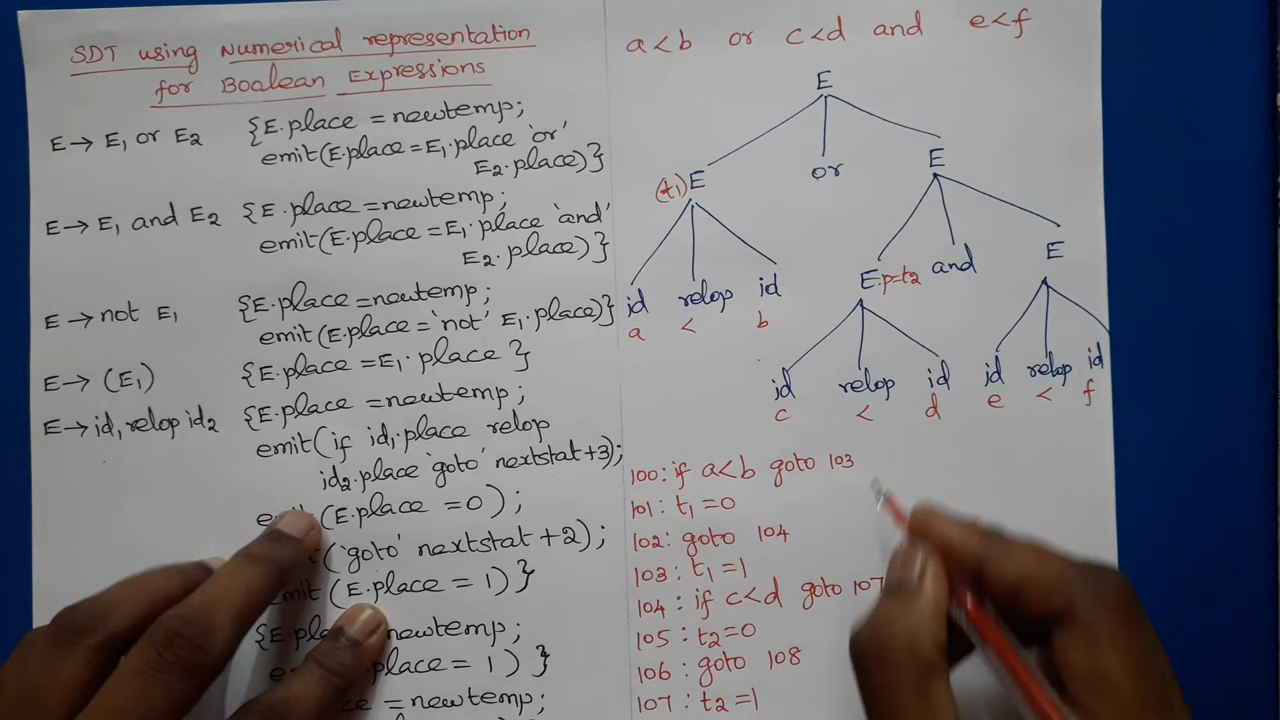 SDT using Numerical representation
for Boolean Expressions
E → E1 or E2 {E.place = newtemp;
emit(E.place = E1.place 'or'
E2.place)}
E → E1 and E2 {E.place = newtemp;
emit(E.place = E1.place 'and'
E2.place)}
E → not E1 {E.place = newtemp;
emit(E.place = 'not' E1.place)}
E → (E1) {E.place = E1.place}
E → id1 relop id2 {E.place = newtemp;
emit(if id1.place relop
id2.place 'goto' nextstat+3);
(E.place = 0);
('goto' nextstat+2);
emit(E.place = 1)}
newtemp;
place = 1)}
= newtemp;
a<b or c<d and e<f
E
(t1)E or E
id relop id E.p=t2 and E
a < b
id relop id id relop id
c < d e < f
100: if a<b goto 103
101: t1=0
102: goto 104
103: t1=1
104: if c<d goto 107
105: t2=0
106: goto 108
107: t2=1